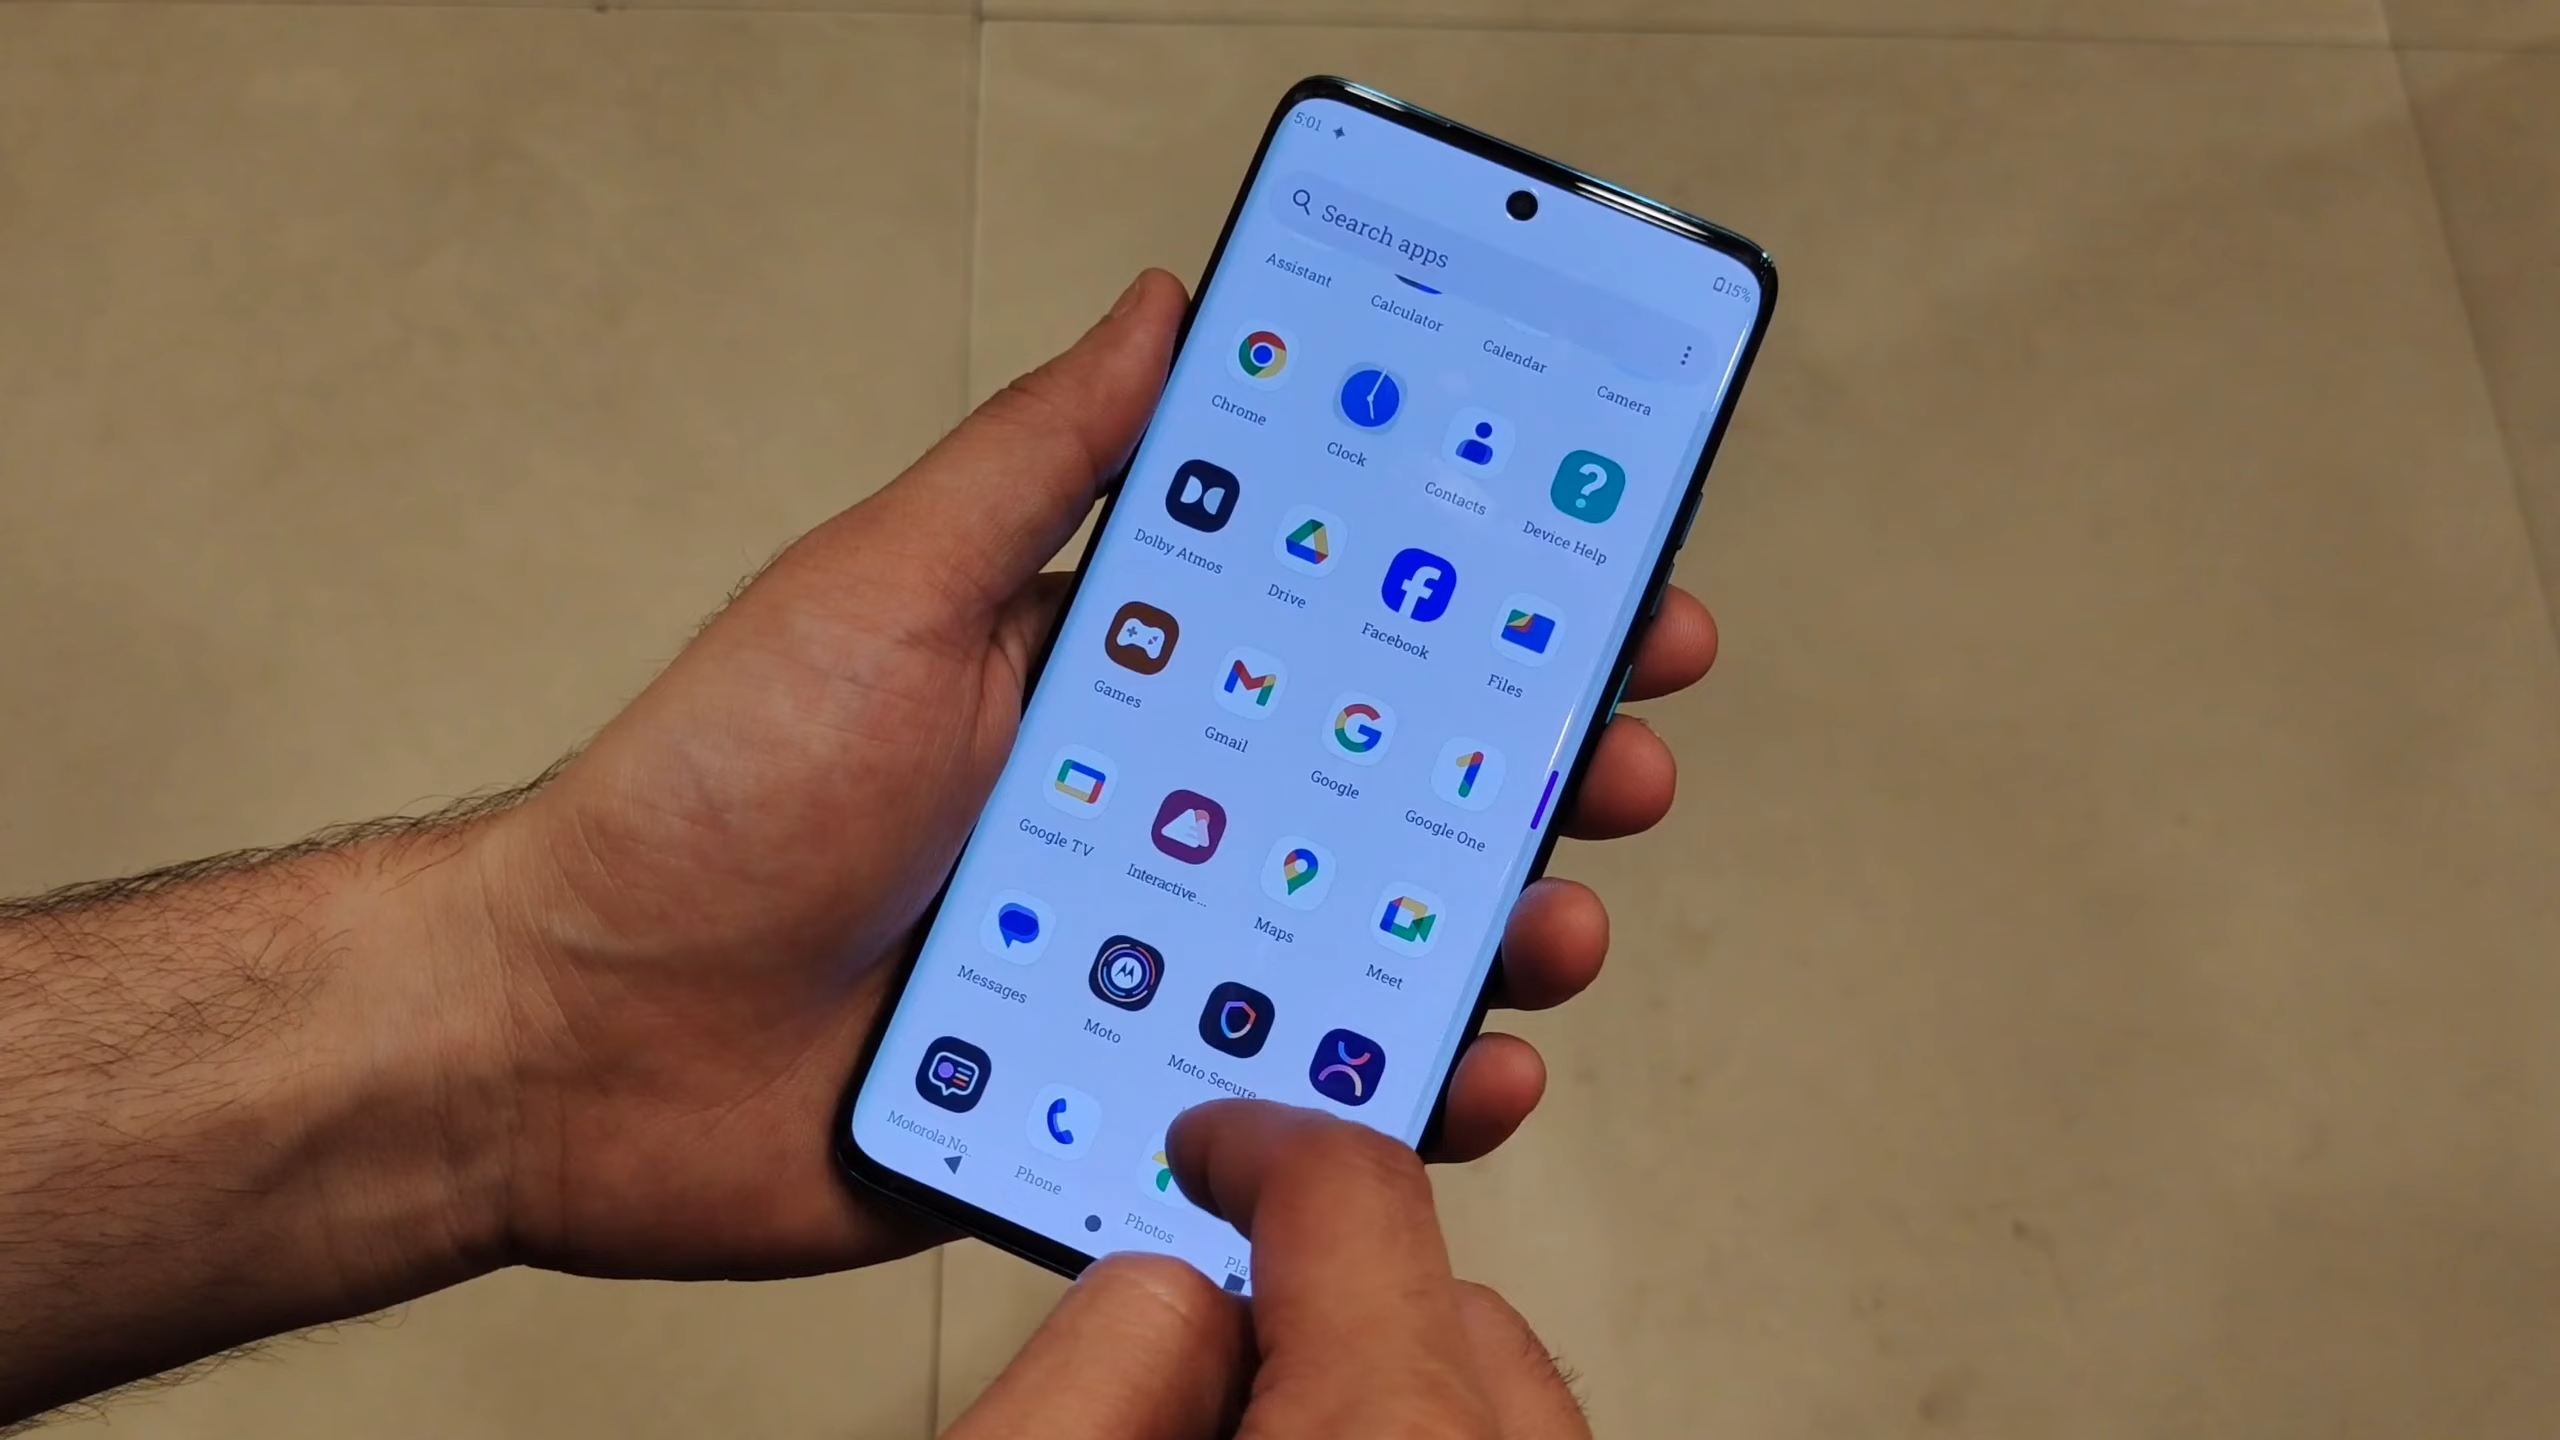 5:01
15%
Search apps
Assistant
Calculator
Calendar
Camera
Chrome
Clock
Contacts
Device Help
Dolby Atmos
Drive
Facebook
Files
Games
Gmail
Google
Google One
Google TV
Interactive...
Maps
Meet
Messages
Moto
Moto Secure
Motorola No..
Phone
Photos
Pla